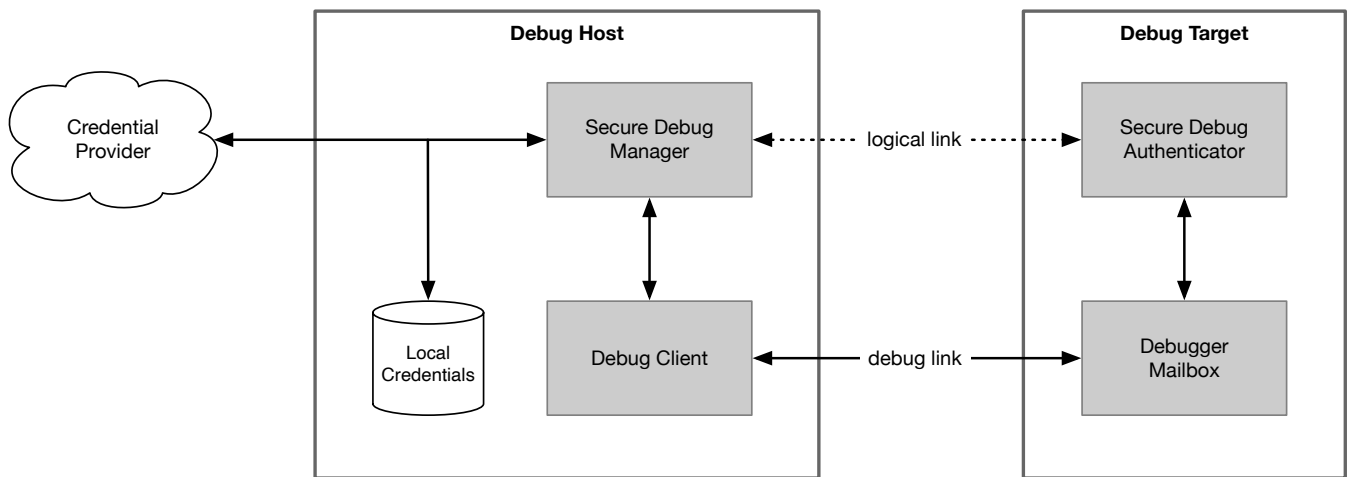 Debug Host
Debug Target
Credential
Provider
Secure Debug
Manager
logical link
Secure Debug
Authenticator
Local
Credentials
Debug Client
debug link
Debugger
Mailbox